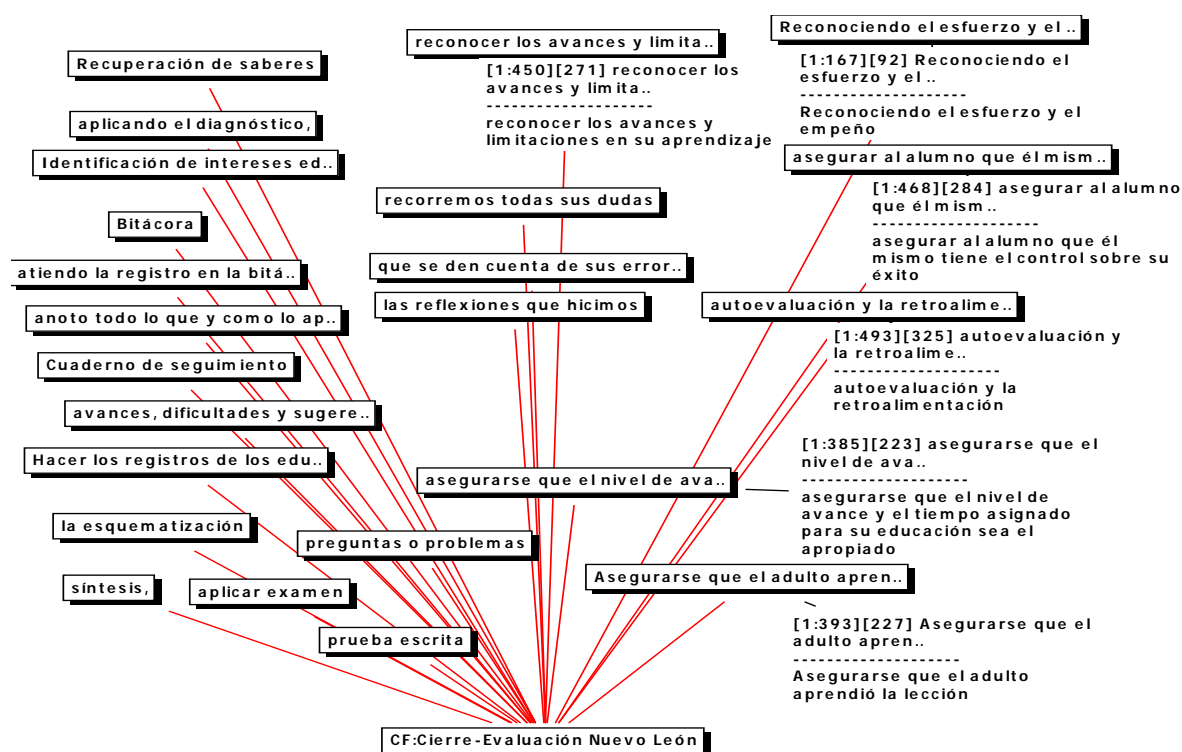 Recuperación de saberes
aplicando el diagnóstico,
Identificación de intereses ed..
Bitácora
atiendo la registro en la bitá..
anoto todo lo que y como lo ap..
Cuaderno de seguimiento
avances, dificultades y sugere..
Hacer los registros de los edu..
la esquematización
síntesis,
aplicar examen
preguntas o problemas
prueba escrita
reconocer los avances y limita..
[1:450][271] reconocer los
avances y limita..
--------------------
reconocer los avances y
limitaciones en su aprendizaje
recorremos todas sus dudas
que se den cuenta de sus error..
las reflexiones que hicimos
asegurarse que el nivel de ava..
[1:385][223] asegurarse que el
nivel de ava..
--------------------
asegurarse que el nivel de
avance y el tiempo asignado
para su educación sea el
apropiado
Reconociendo el esfuerzo y el ..
[1:167][92] Reconociendo el
esfuerzo y el ..
--------------------
Reconociendo el esfuerzo y el
empeño
asegurar al alumno que él mism..
[1:468][284] asegurar al alumno
que él mism..
--------------------
asegurar al alumno que él
mismo tiene el control sobre su
éxito
autoevaluación y la retroalime..
[1:493][325] autoevaluación y
la retroalime..
--------------------
autoevaluación y la
retroalimentación
Asegurarse que el adulto apren..
[1:393][227] Asegurarse que el
adulto apren..
--------------------
Asegurarse que el adulto
aprendió la lección
CF:Cierre-Evaluación Nuevo León